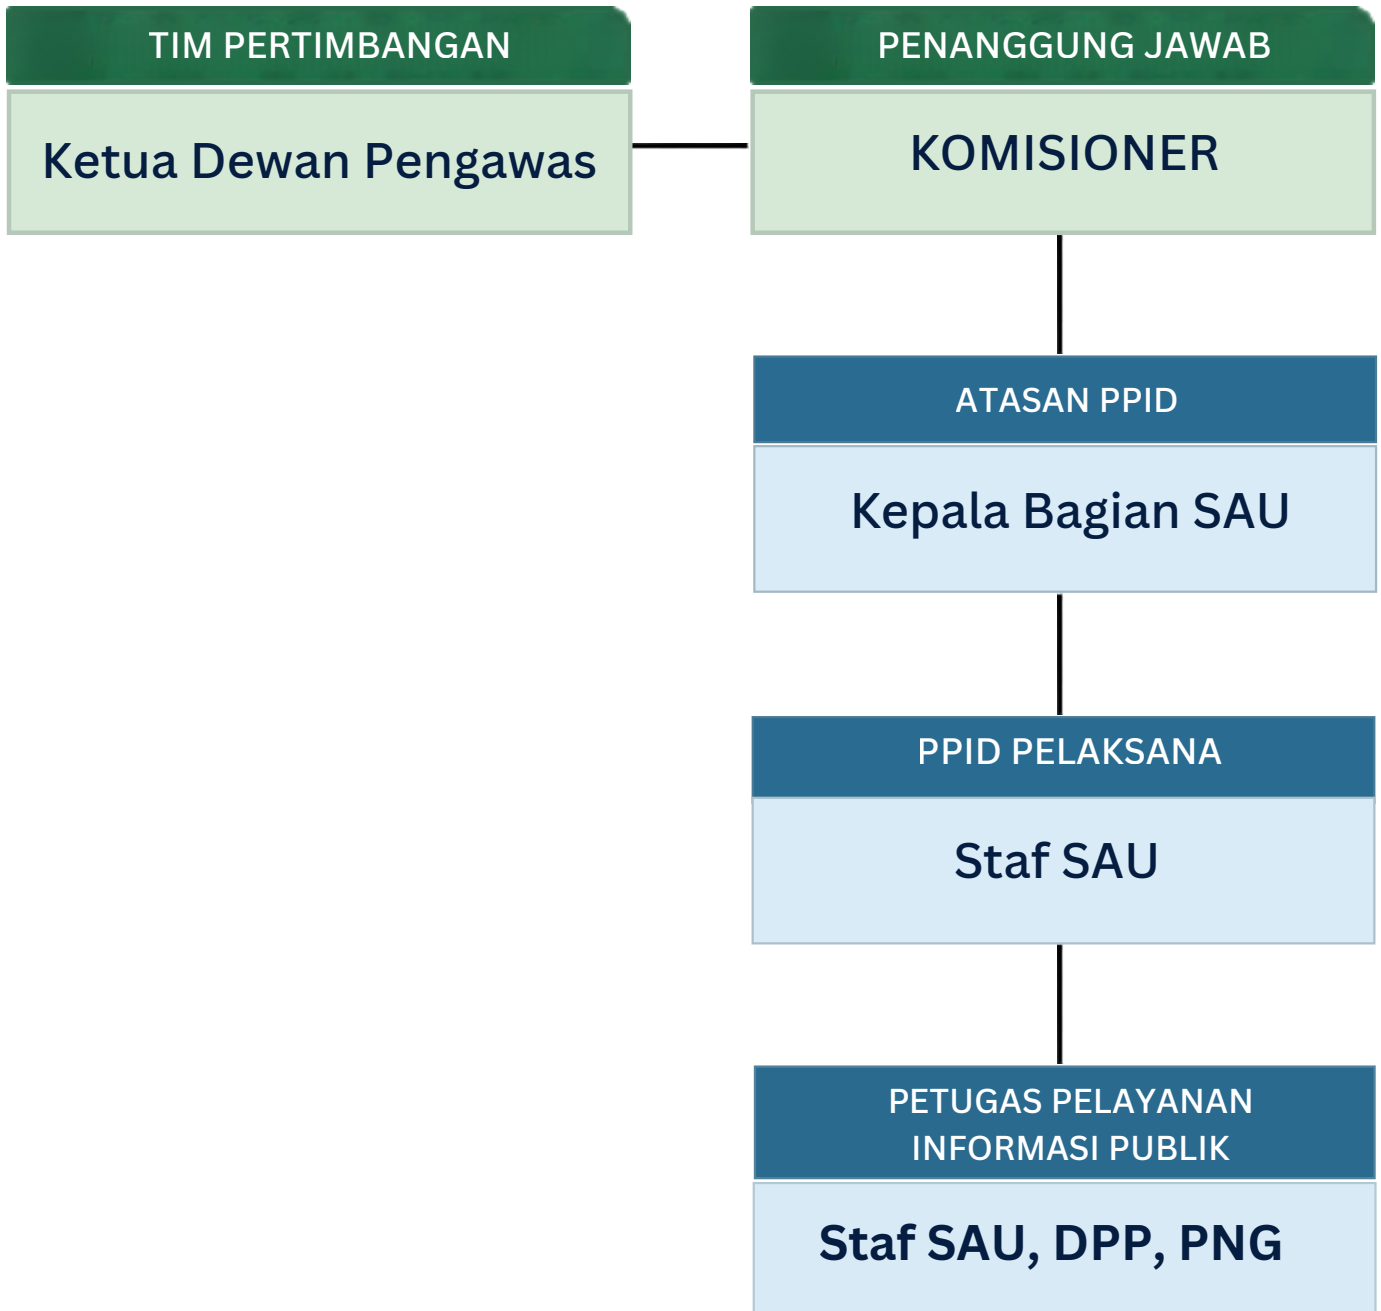 TIM PERTIMBANGAN
Ketua Dewan Pengawas
PENANGGUNG JAWAB
KOMISIONER
ATASAN PPID
Kepala Bagian SAU
PPID PELAKSANA
Staf SAU
PETUGAS PELAYANAN
INFORMASI PUBLIK
Staf SAU, DPP, PNG